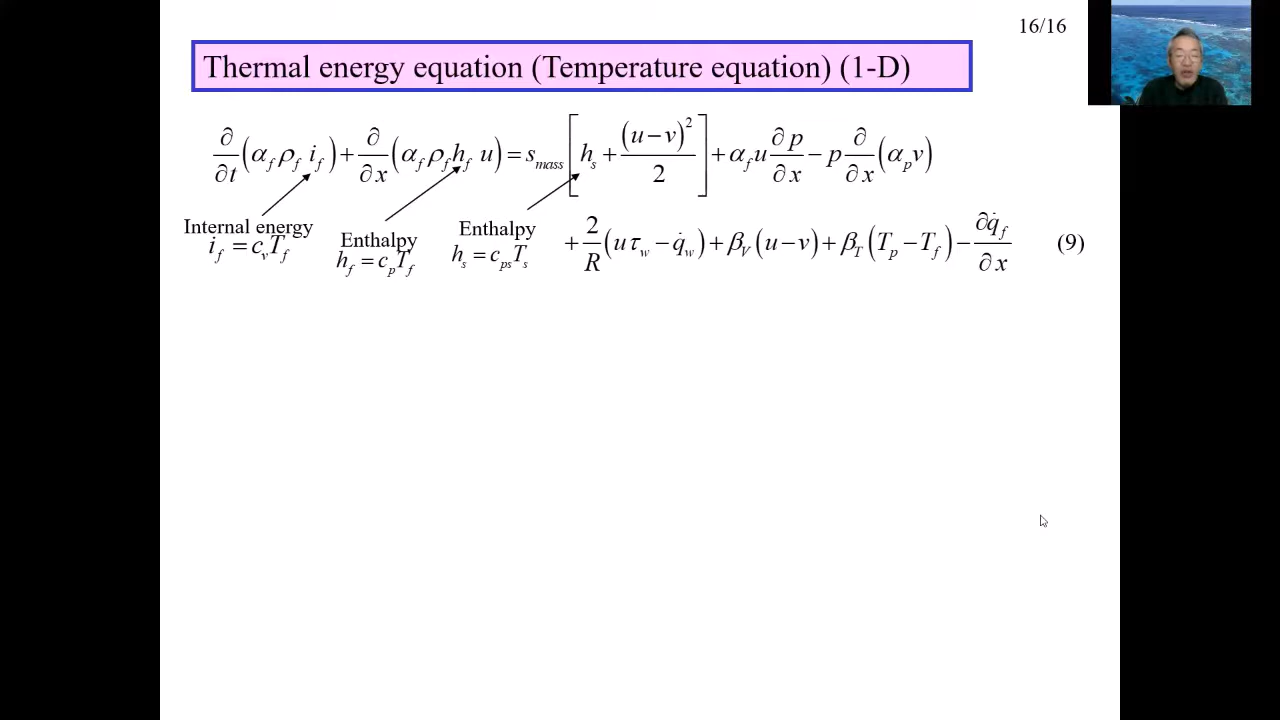 16/16
Thermal energy equation (Temperature equation) (1-D)
∂/∂t (α_f ρ_f i_f) + ∂/∂x (α_f ρ_f h_f u) = s_mass [h_s + (u−v)²/2] + α_f u ∂p/∂x − p ∂/∂x (α_p v)
+ 2/R (uτ_w − q̇_w) + β_V (u−v) + β_T (T_p − T_f) − ∂q̇_f/∂x (9)
Internal energy
i_f = c_v T_f
Enthalpy
h_f = c_p T_f
Enthalpy
h_s = c_ps T_s